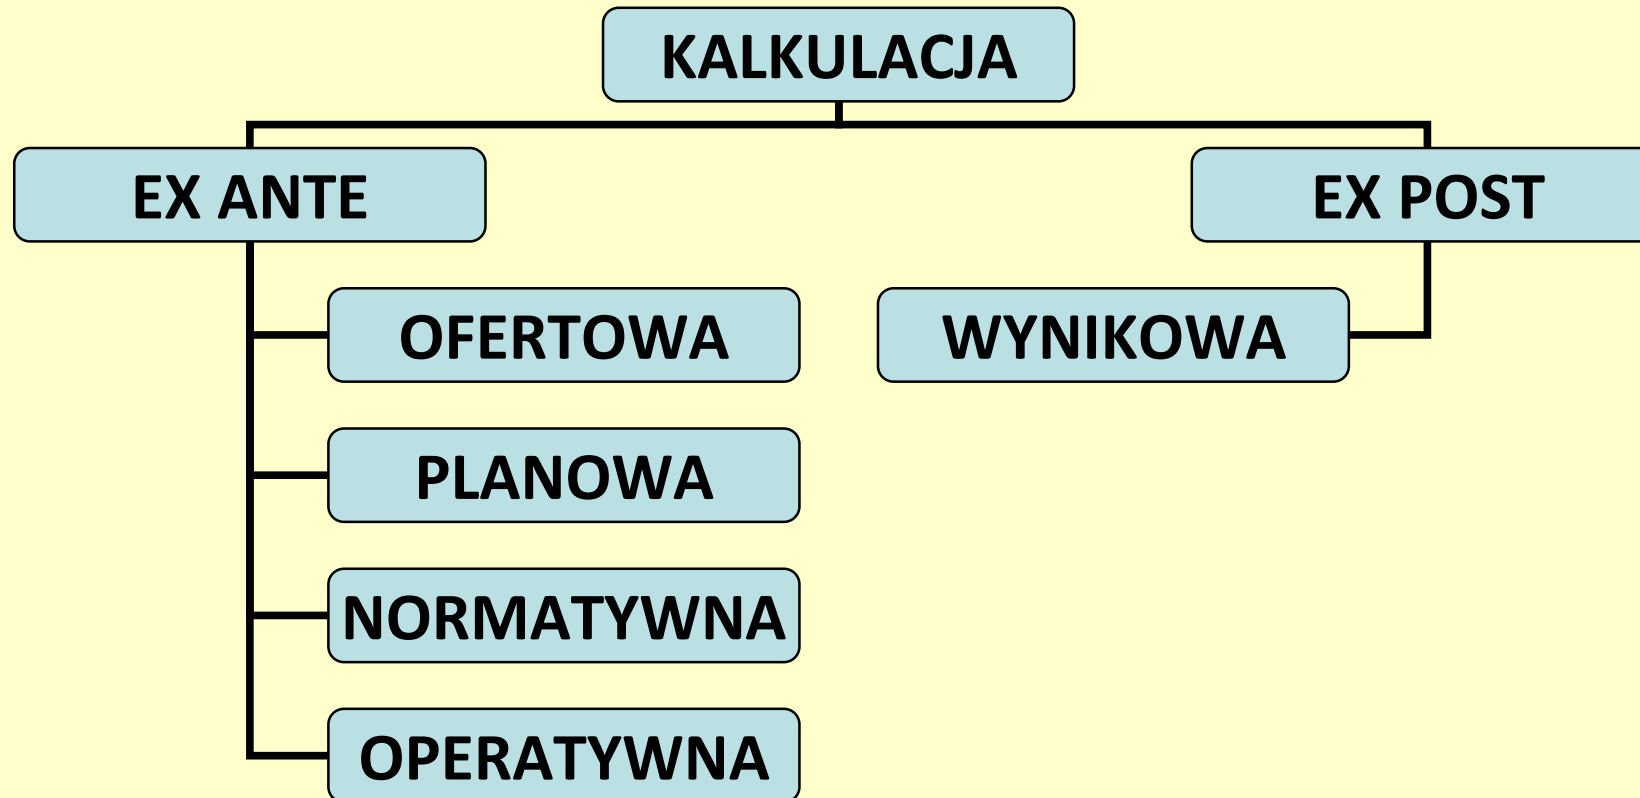 KALKULACJA
EX ANTE
EX POST
OFERTOWA
WYNIKOWA
PLANOWA
NORMATYWNA
OPERATYWNA